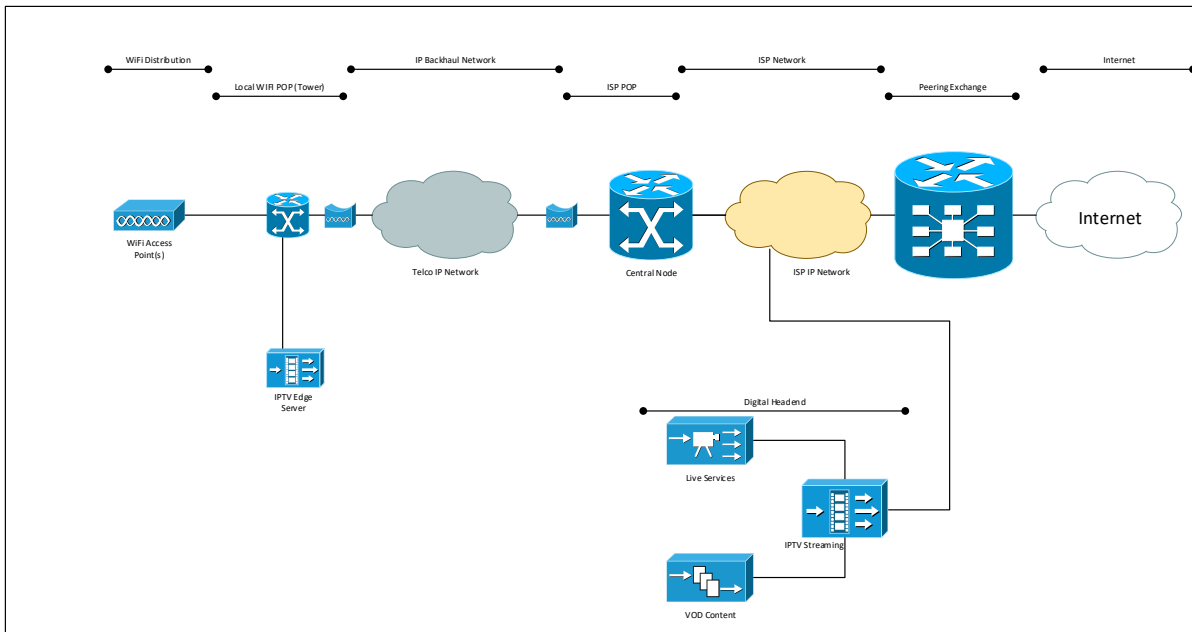 WiFi Distribution
IP Backhaul Network
ISP Network
Internet
Local WIFI POP (Tower)
ISP POP
Peering Exchange
WiFi Access
Point(s)
Telco IP Network
Central Node
ISP IP Network
Internet
IPTV Edge
Server
Digital Headend
Live Services
IPTV Streaming
VOD Content